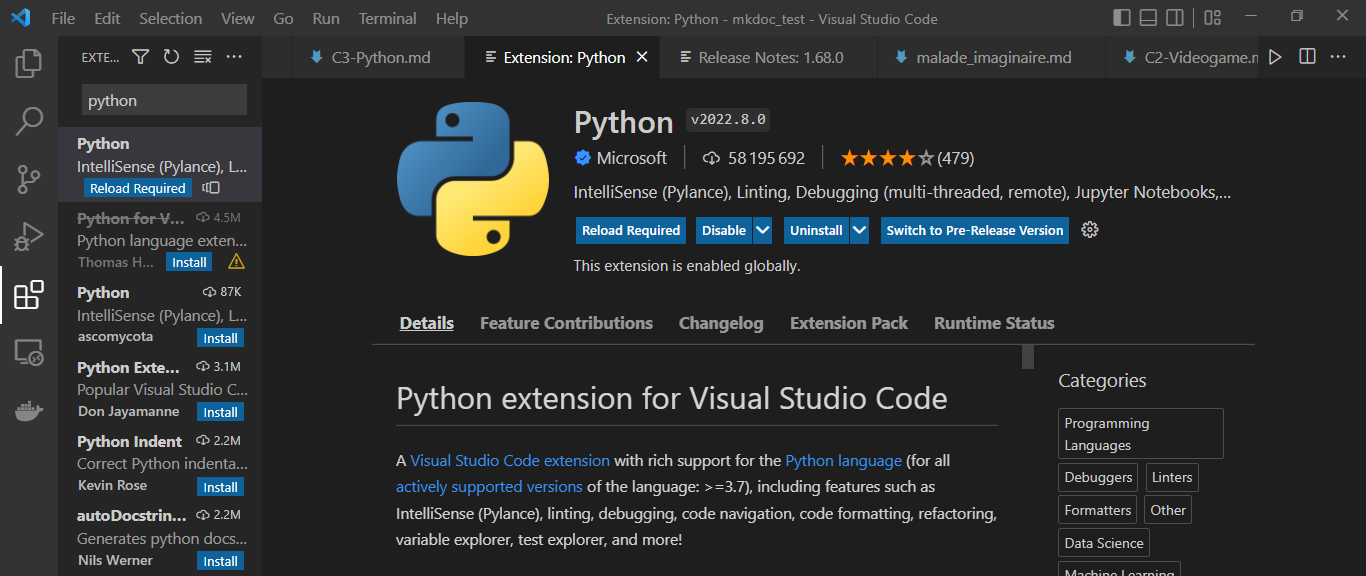 File Edit Selection View Go Run Terminal Help
Extension: Python - mkdoc_test - Visual Studio Code
EXTE...
C3-Python.md
Extension: Python
Release Notes: 1.68.0
malade_imaginaire.md
C2-Videogame.m
python
Python
IntelliSense (Pylance), L...
Reload Required
Python for V... 4.5M
Python language exten...
Thomas H... Install
Python 87K
IntelliSense (Pylance), L...
ascomycota Install
Python Exte... 3.1M
Popular Visual Studio C...
Don Jayamanne Install
Python Indent 2.2M
Correct Python indenta...
Kevin Rose Install
autoDocstrin... 2.2M
Generates python docs...
Nils Werner Install
Python v2022.8.0
Microsoft 58 195 692 (479)
IntelliSense (Pylance), Linting, Debugging (multi-threaded, remote), Jupyter Notebooks,...
Reload Required Disable Uninstall Switch to Pre-Release Version
This extension is enabled globally.
Details Feature Contributions Changelog Extension Pack Runtime Status
Python extension for Visual Studio Code
A Visual Studio Code extension with rich support for the Python language (for all
actively supported versions of the language: >=3.7), including features such as
IntelliSense (Pylance), linting, debugging, code navigation, code formatting, refactoring,
variable explorer, test explorer, and more!
Categories
Programming
Languages
Debuggers Linters
Formatters Other
Data Science
Machine Learning